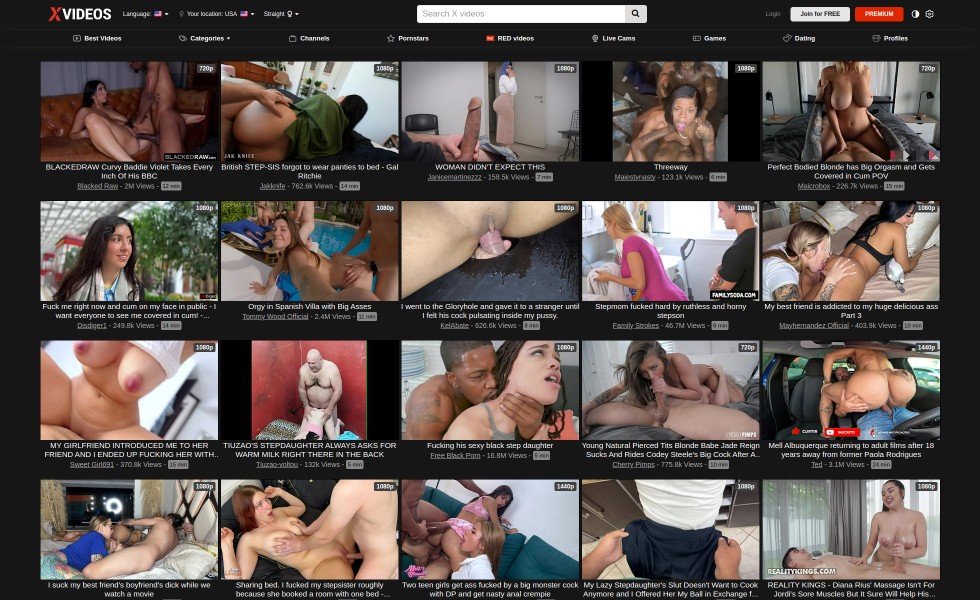 XVIDEOS
Language:
Your location: USA
Straight
Search X videos
Login
Join for FREE
PREMIUM
Best Videos
Categories
Channels
Pornstars
RED videos
Live Cams
Games
Dating
Profiles
720p
BLACKEDRAW.com
BLACKEDRAW Curvy Baddie Violet Takes Every
Inch Of His BBC
Blacked Raw - 2M Views - 12 min
1080p
JAK KNIFE
British STEP-SIS forgot to wear panties to bed - Gal
Ritchie
Jakknife - 762.6k Views - 14 min
1080p
WOMAN DIDN'T EXPECT THIS
Janicemartinezzz - 158.5k Views - 7 min
1080p
Threeway
Majestynasty - 123.1k Views - 6 min
720p
Perfect Bodied Blonde has Big Orgasm and Gets
Covered in Cum POV
Maicrobox - 226.7k Views - 15 min
1080p
Fuck me right now and cum on my face in public - I
want everyone to see me covered in cum! -...
Disdiger1 - 249.8k Views - 14 min
1080p
Orgy in Spanish Villa with Big Asses
Tommy Wood Official - 2.4M Views - 11 min
1080p
I went to the Gloryhole and gave it to a stranger until
I felt his cock pulsating inside my pussy.
KelAbate - 626.6k Views - 8 min
1080p
FAMILYSODA.COM
Stepmom fucked hard by ruthless and horny
stepson
Family Strokes - 46.7M Views - 8 min
1080p
My best friend is addicted to my huge delicious ass
Part 3
Mayhernandez Official - 403.9k Views - 10 min
1080p
MY GIRLFRIEND INTRODUCED ME TO HER
FRIEND AND I ENDED UP FUCKING HER WITH..
Sweet Girl691 - 370.8k Views - 15 min
TIUZAO'S STEPDAUGHTER ALWAYS ASKS FOR
WARM MILK RIGHT THERE IN THE BACK
Tiuzao-voltou - 132k Views - 5 min
1080p
Fucking his sexy black step daughter
Free Black Porn - 16.8M Views - 5 min
720p
CHERRYPIMPS
Young Natural Pierced Tits Blonde Babe Jade Reign
Sucks And Rides Codey Steele's Big Cock After A..
Cherry Pimps - 775.8k Views - 10 min
1440p
CURTIR
INSCRITO
Mell Albuquerque returning to adult films after 18
years away from Paola Rodrigues
Ted - 3.1M Views - 24 min
1080p
I suck my best friend's boyfriend's dick while we
watch a movie
1080p
Sharing bed. I fucked my stepsister roughly
because she booked a room with one bed -...
1440p
Two teen girls get ass fucked by a big monster cock
with DP and get nasty anal crempie
1080p
My Lazy Stepdaughter's Slut Doesn't Want to Cook
Anymore and I Offered Her My Ball in Exchange f...
1080p
REALITYKINGS.COM
REALITY KINGS - Diana Rius' Massage Isn't For
Jordi's Sore Muscles But It Sure Will Help His...